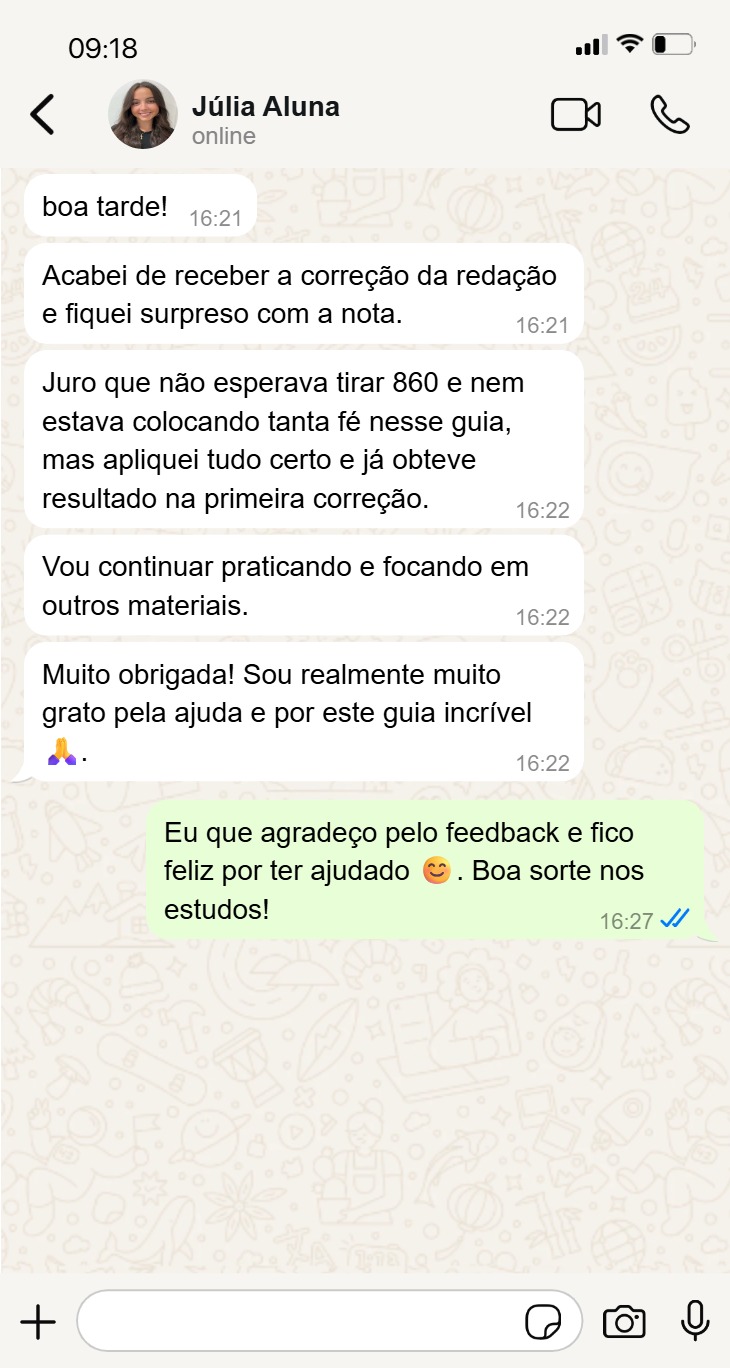 09:18
Júlia Aluna
online
boa tarde! 16:21
Acabei de receber a correção da redação
e fiquei surpreso com a nota. 16:21
Juro que não esperava tirar 860 e nem
estava colocando tanta fé nesse guia,
mas apliquei tudo certo e já obteve
resultado na primeira correção. 16:22
Vou continuar praticando e focando em
outros materiais. 16:22
Muito obrigada! Sou realmente muito
grato pela ajuda e por este guia incrível
🙏. 16:22
Eu que agradeço pelo feedback e fico
feliz por ter ajudado 😊. Boa sorte nos
estudos! 16:27